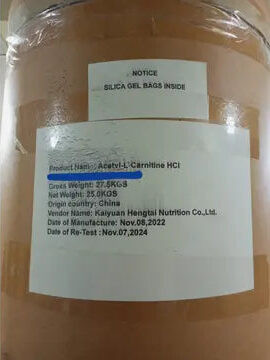 NOTICE
SILICA GEL BAGS INSIDE
Product Name: Acetyl-L-Carnitine HCl
Gross Weight: 27.5KGS
Net Weight: 25.0KGS
Origin country: China
Vendor Name: Kaiyuan Hengtai Nutrition Co.,Ltd.
Date of Manufacture: Nov.08,2022
Date of Re-Test : Nov.07,2024